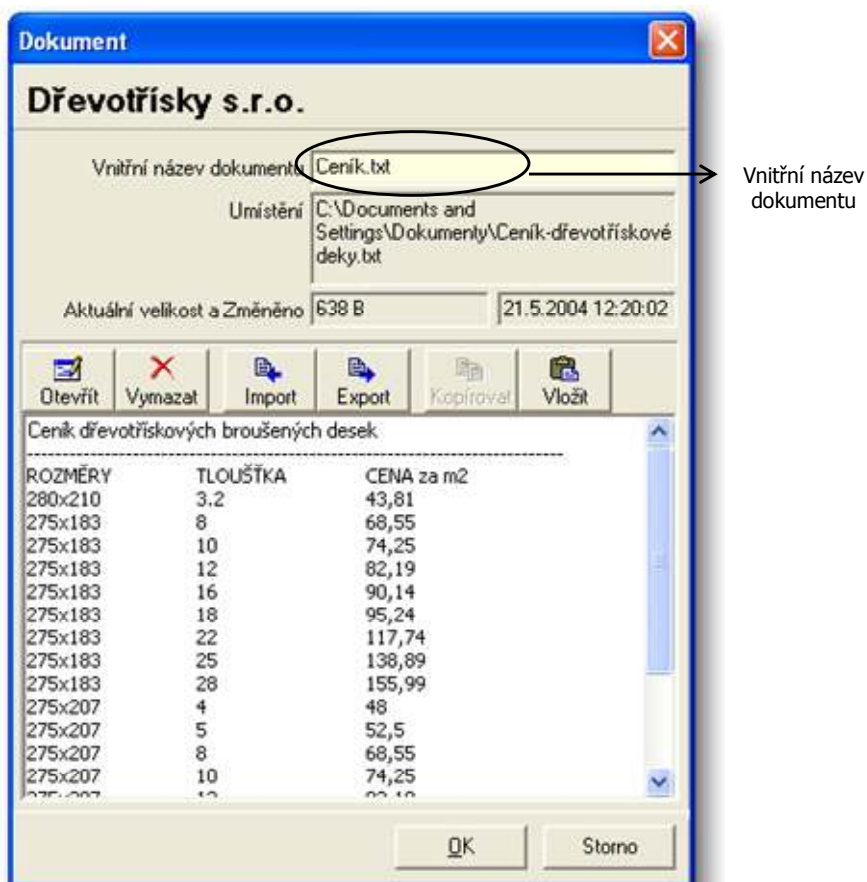 Dokument
Dřevotřísky s.r.o.
Vnitřní název dokumentu Ceník.txt
Vnitřní název
dokumentu
Umístění C:\Documents and
Settings\Dokumenty\Ceník-dřevotřískové
deky.txt
Aktuální velikost a Změněno 638 B 21.5.2004 12:20:02
Otevřít Vymazat Import Export Kopírovat Vložit
Ceník dřevotřískových broušených desek
--------------------------------------------------------------------------------
ROZMĚRY TLOUŠŤKA CENA za m2
280x210 3.2 43,81
275x183 8 68,55
275x183 10 74,25
275x183 12 82,19
275x183 16 90,14
275x183 18 95,24
275x183 22 117,74
275x183 25 138,89
275x183 28 155,99
275x207 4 48
275x207 5 52,5
275x207 8 68,55
275x207 10 74,25
OK Storno